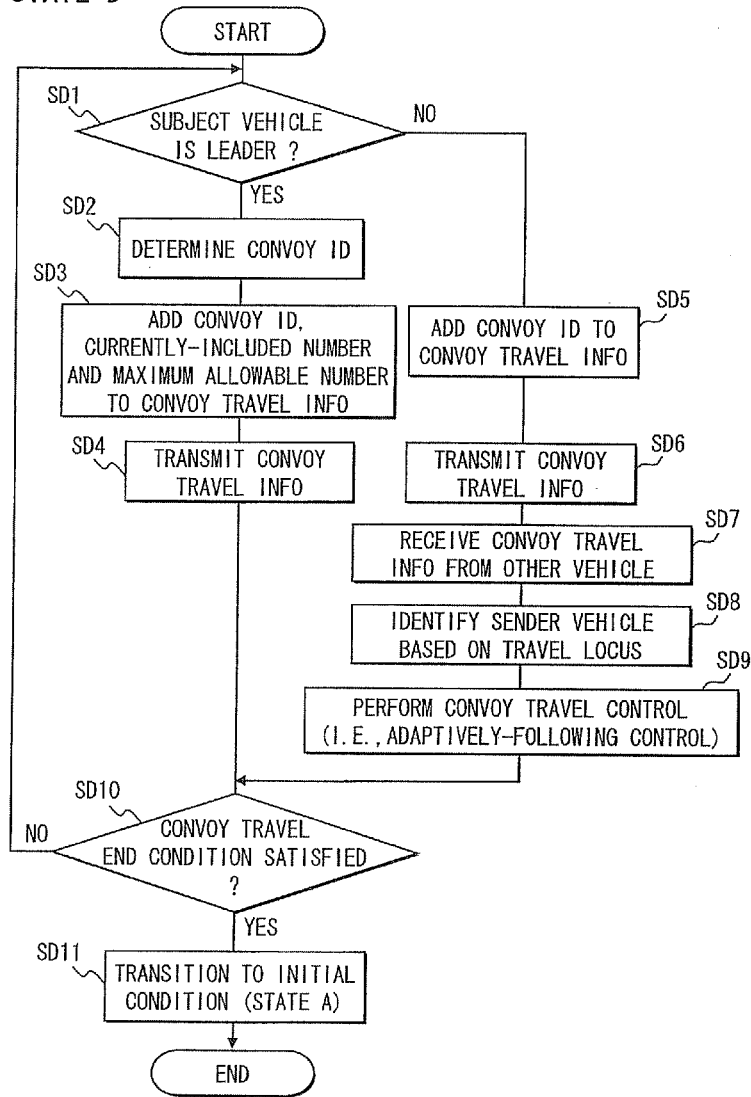 START
SD1
SUBJECT VEHICLE
IS LEADER ?
NO
YES
SD2
DETERMINE CONVOY ID
SD3
ADD CONVOY ID,
CURRENTLY-INCLUDED NUMBER
AND MAXIMUM ALLOWABLE NUMBER
TO CONVOY TRAVEL INFO
SD5
ADD CONVOY ID TO
CONVOY TRAVEL INFO
SD4
TRANSMIT CONVOY
TRAVEL INFO
SD6
TRANSMIT CONVOY
TRAVEL INFO
SD7
RECEIVE CONVOY TRAVEL
INFO FROM OTHER VEHICLE
SD8
IDENTIFY SENDER VEHICLE
BASED ON TRAVEL LOCUS
SD9
PERFORM CONVOY TRAVEL CONTROL
(I.E., ADAPTIVELY-FOLLOWING CONTROL)
SD10
CONVOY TRAVEL
END CONDITION SATISFIED
?
NO
YES
SD11
TRANSITION TO INITIAL
CONDITION (STATE A)
END